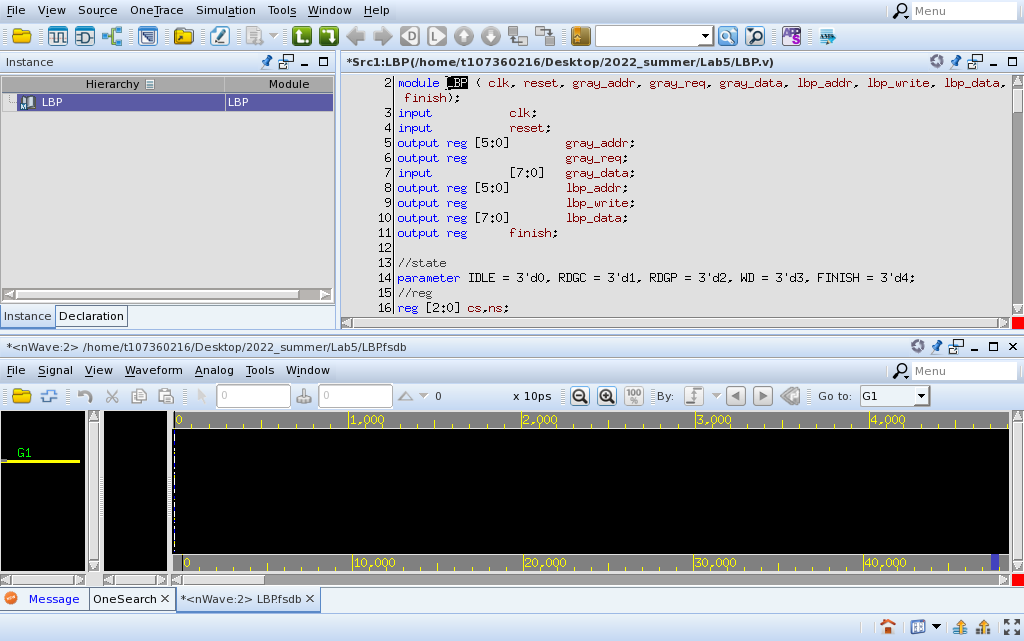 File View Source OneTrace Simulation Tools Window Help Menu
Instance
*Src1:LBP(/home/t107360216/Desktop/2022_summer/Lab5/LBP.v)
Hierarchy Module
LBP LBP
2 module LBP ( clk, reset, gray_addr, gray_req, gray_data, lbp_addr, lbp_write, lbp_data,
finish);
3 input clk;
4 input reset;
5 output reg [5:0] gray_addr;
6 output reg gray_req;
7 input [7:0] gray_data;
8 output reg [5:0] lbp_addr;
9 output reg lbp_write;
10 output reg [7:0] lbp_data;
11 output reg finish;
12
13 //state
14 parameter IDLE = 3'd0, RDGC = 3'd1, RDGP = 3'd2, WD = 3'd3, FINISH = 3'd4;
15 //reg
16 reg [2:0] cs,ns;
Instance Declaration
*<nWave:2> /home/t107360216/Desktop/2022_summer/Lab5/LBP.fsdb
File Signal View Waveform Analog Tools Window Menu
0 0 0 x 10ps 100 % By: Go to: G1
0 1,000 2,000 3,000 4,000
G1
0 10,000 20,000 30,000 40,000
Message OneSearch *<nWave:2> LBP.fsdb